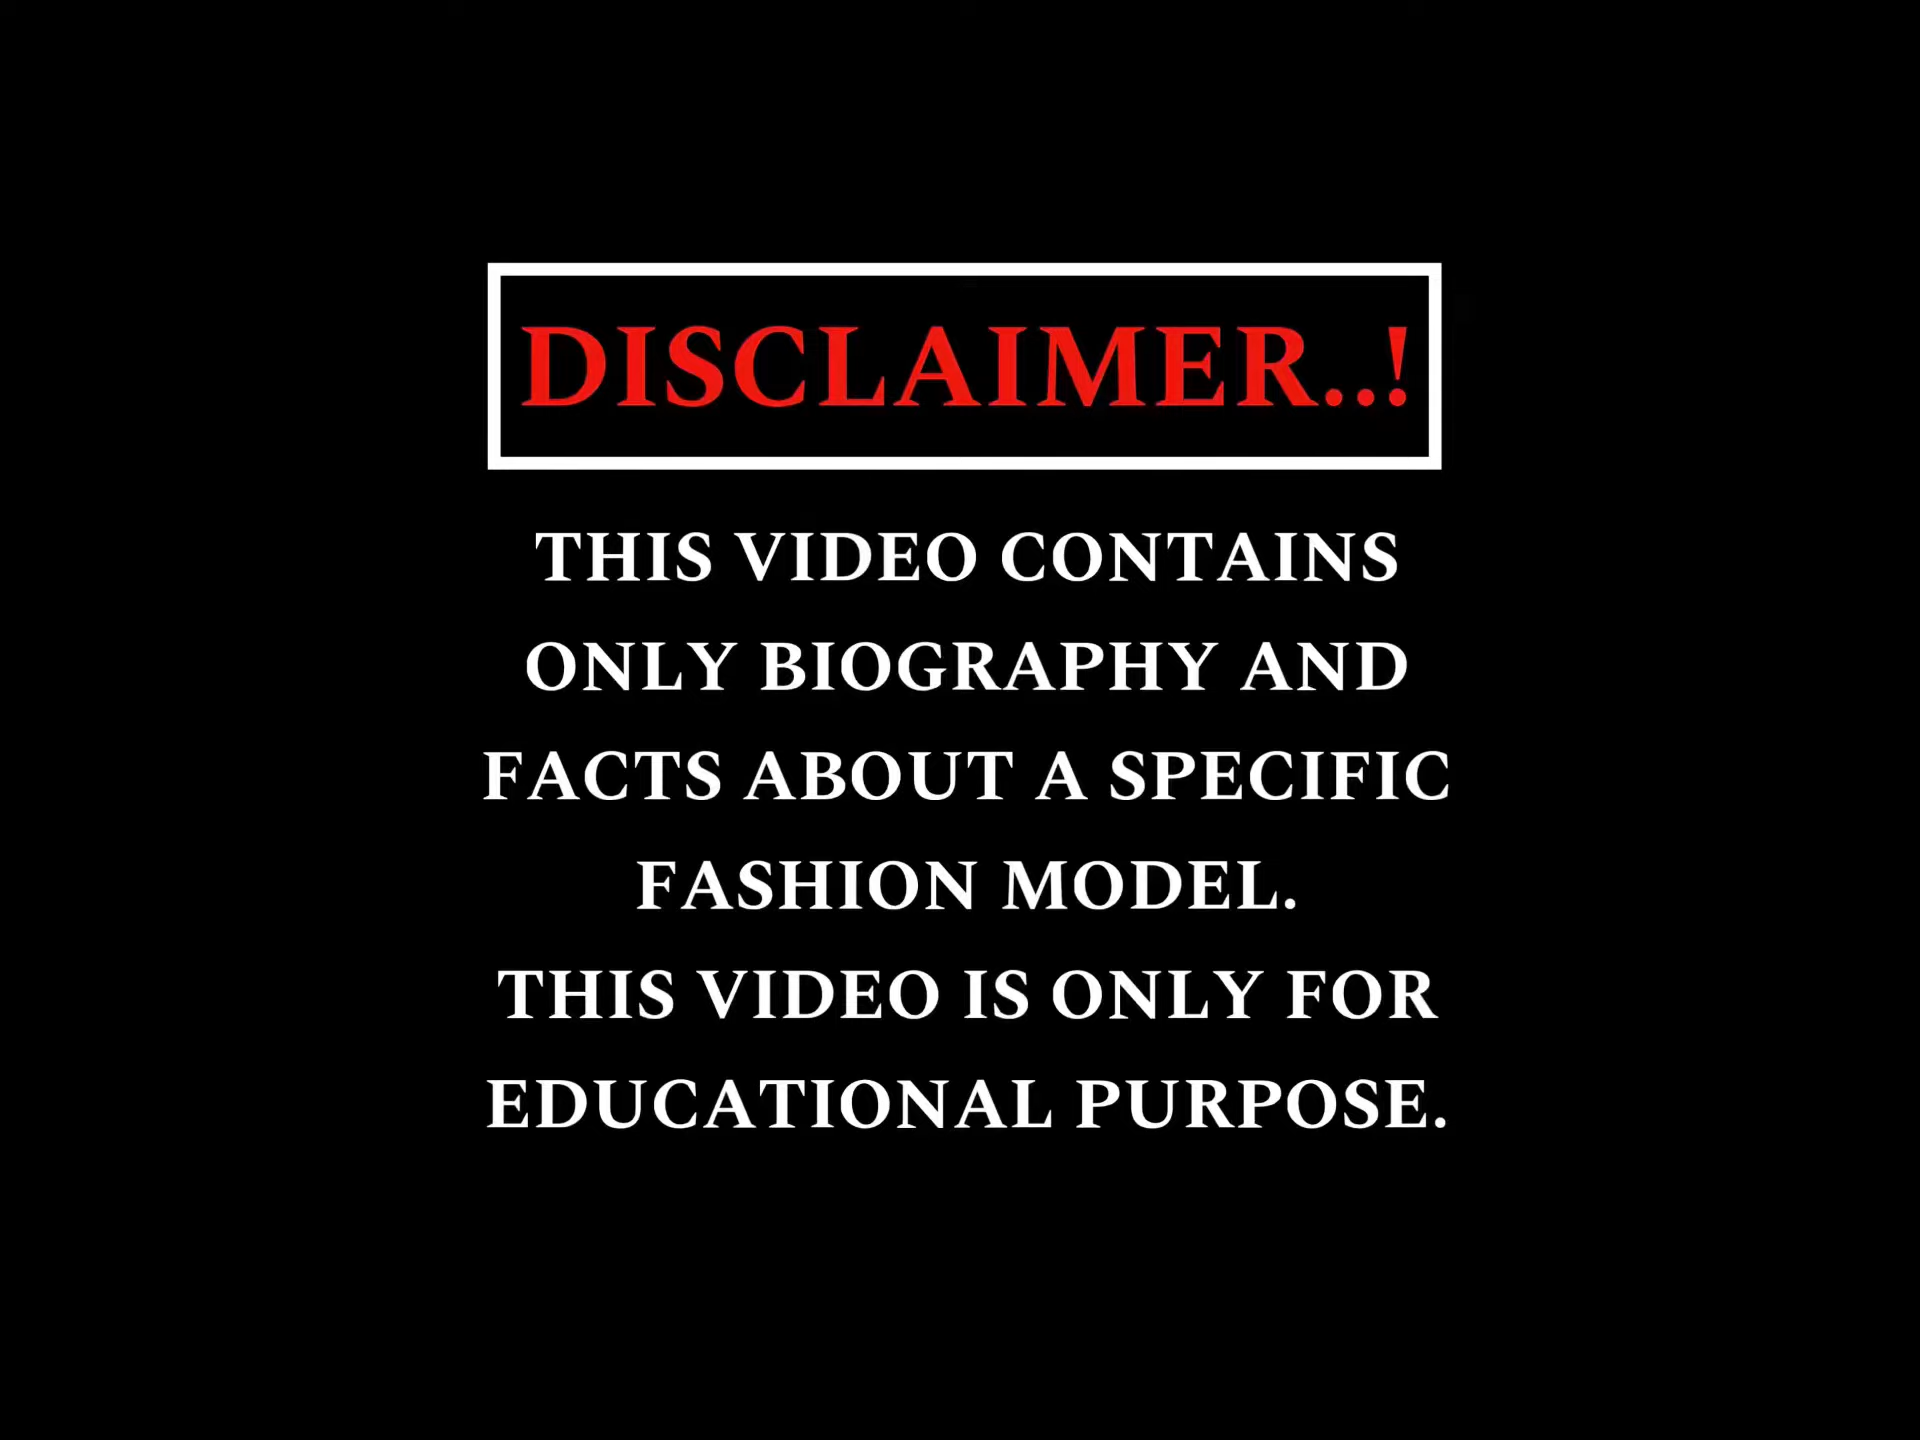 DISCLAIMER..!
THIS VIDEO CONTAINS
ONLY BIOGRAPHY AND
FACTS ABOUT A SPECIFIC
FASHION MODEL.
THIS VIDEO IS ONLY FOR
EDUCATIONAL PURPOSE.